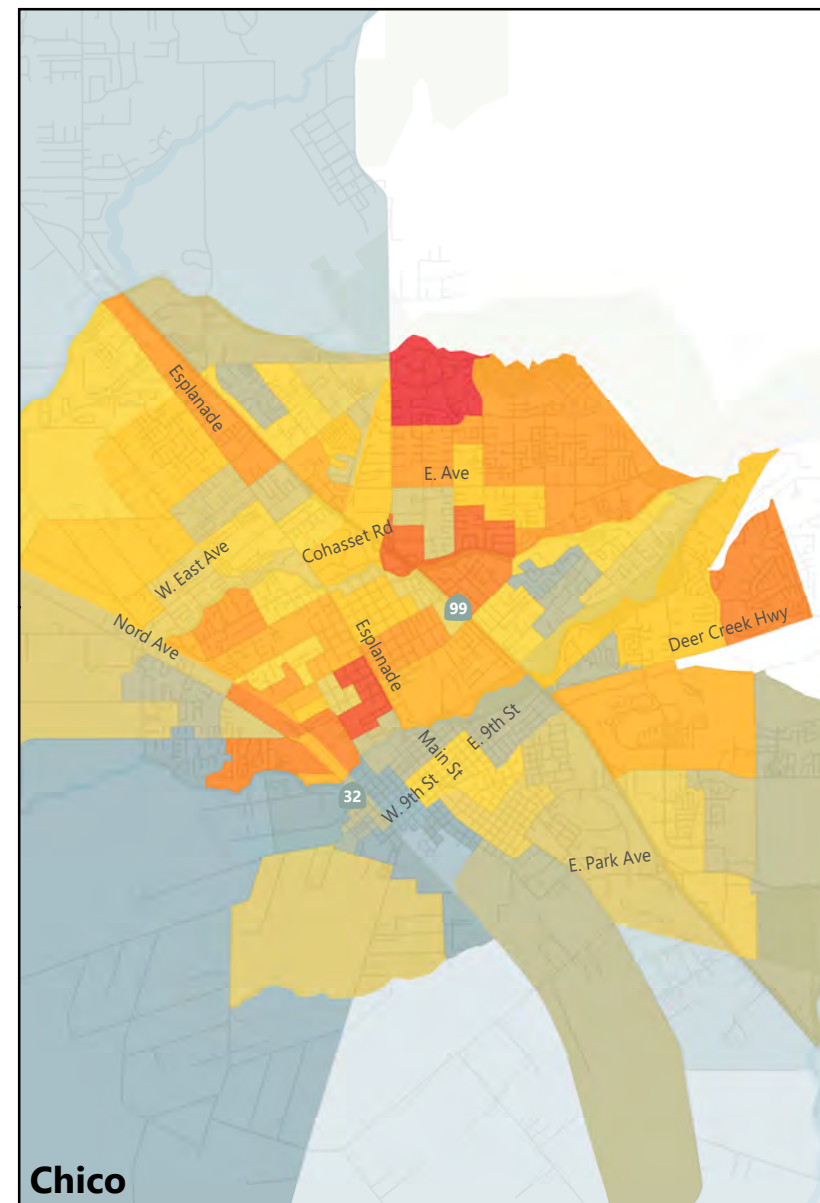 Esplanade
E. Ave
Cohasset Rd
W. East Ave
99
Nord Ave
Esplanade
Deer Creek Hwy
E. 9th St
Main St
W. 9th St
32
E. Park Ave
Chico